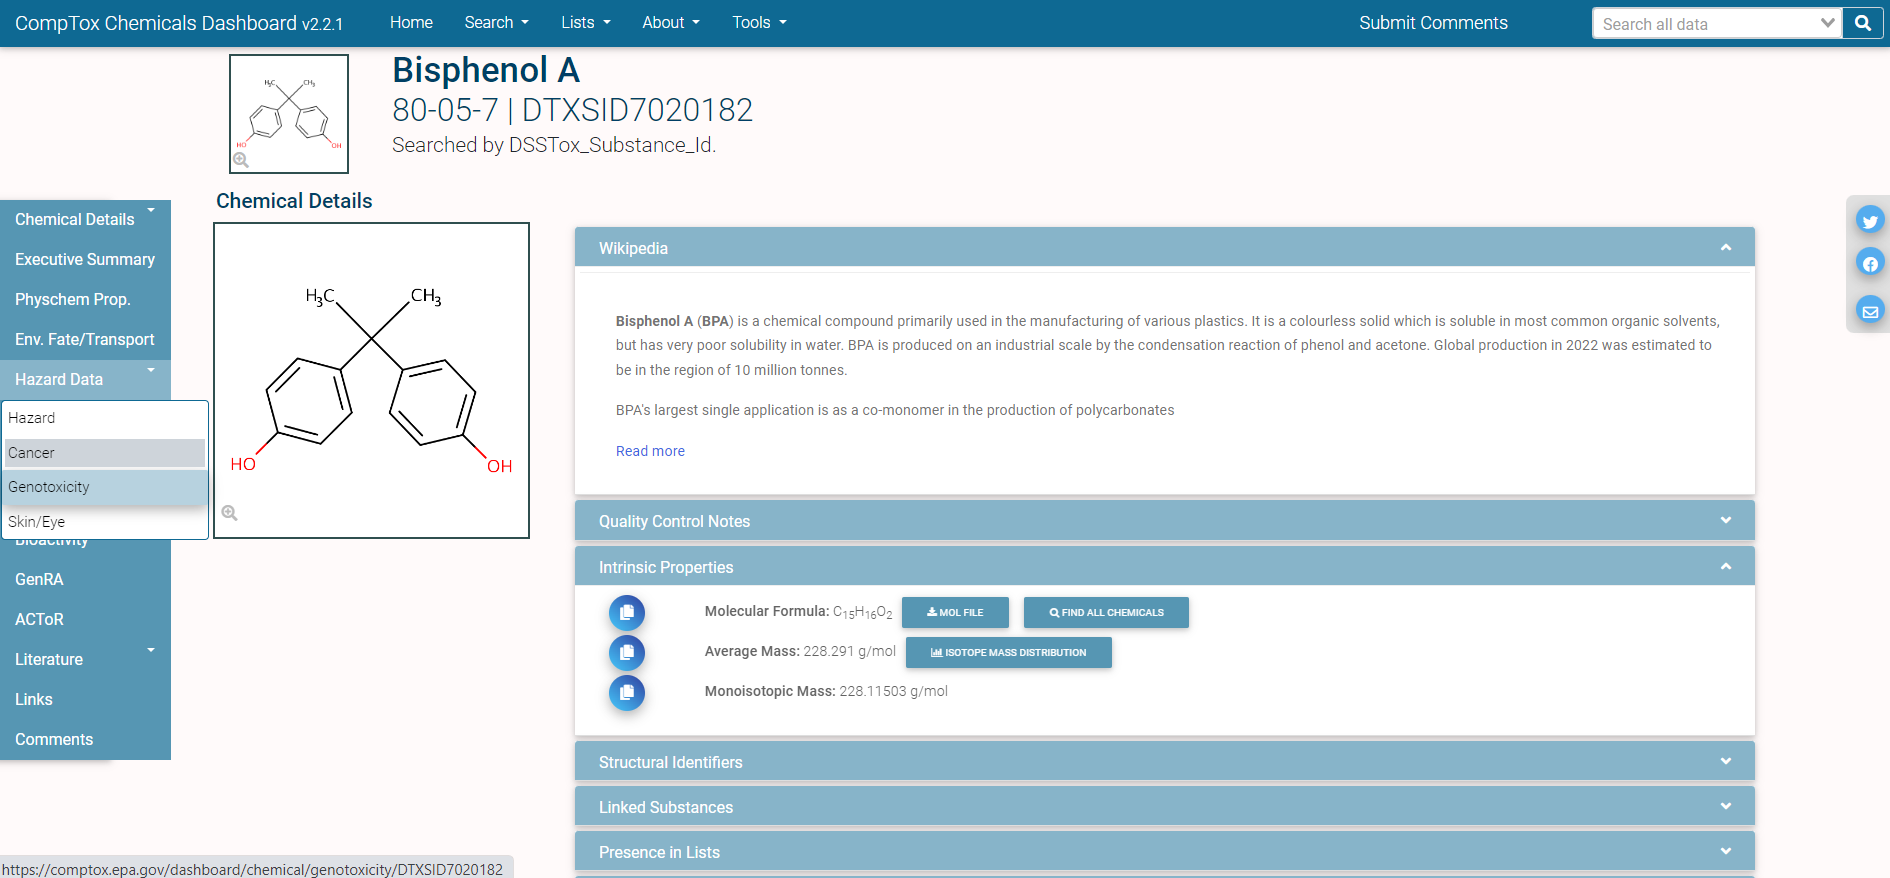 CompTox Chemicals Dashboard v2.2.1
Home
Search
Lists
About
Tools
Submit Comments
Search all data
H3C
CH3
HO
OH
Bisphenol A
80-05-7 | DTXSID7020182
Searched by DSSTox_Substance_Id.
Chemical Details
Executive Summary
Physchem Prop.
Env. Fate/Transport
Hazard Data
Hazard
Cancer
Genotoxicity
Skin/Eye
Bioactivity
GenRA
ACToR
Literature
Links
Comments
Chemical Details
H3C
CH3
HO
OH
Wikipedia
Bisphenol A (BPA) is a chemical compound primarily used in the manufacturing of various plastics. It is a colourless solid which is soluble in most common organic solvents,
but has very poor solubility in water. BPA is produced on an industrial scale by the condensation reaction of phenol and acetone. Global production in 2022 was estimated to
be in the region of 10 million tonnes.
BPA's largest single application is as a co-monomer in the production of polycarbonates
Read more
Quality Control Notes
Intrinsic Properties
Molecular Formula: C15H16O2
MOL FILE
FIND ALL CHEMICALS
Average Mass: 228.291 g/mol
ISOTOPE MASS DISTRIBUTION
Monoisotopic Mass: 228.11503 g/mol
Structural Identifiers
Linked Substances
Presence in Lists
https://comptox.epa.gov/dashboard/chemical/genotoxicity/DTXSID7020182